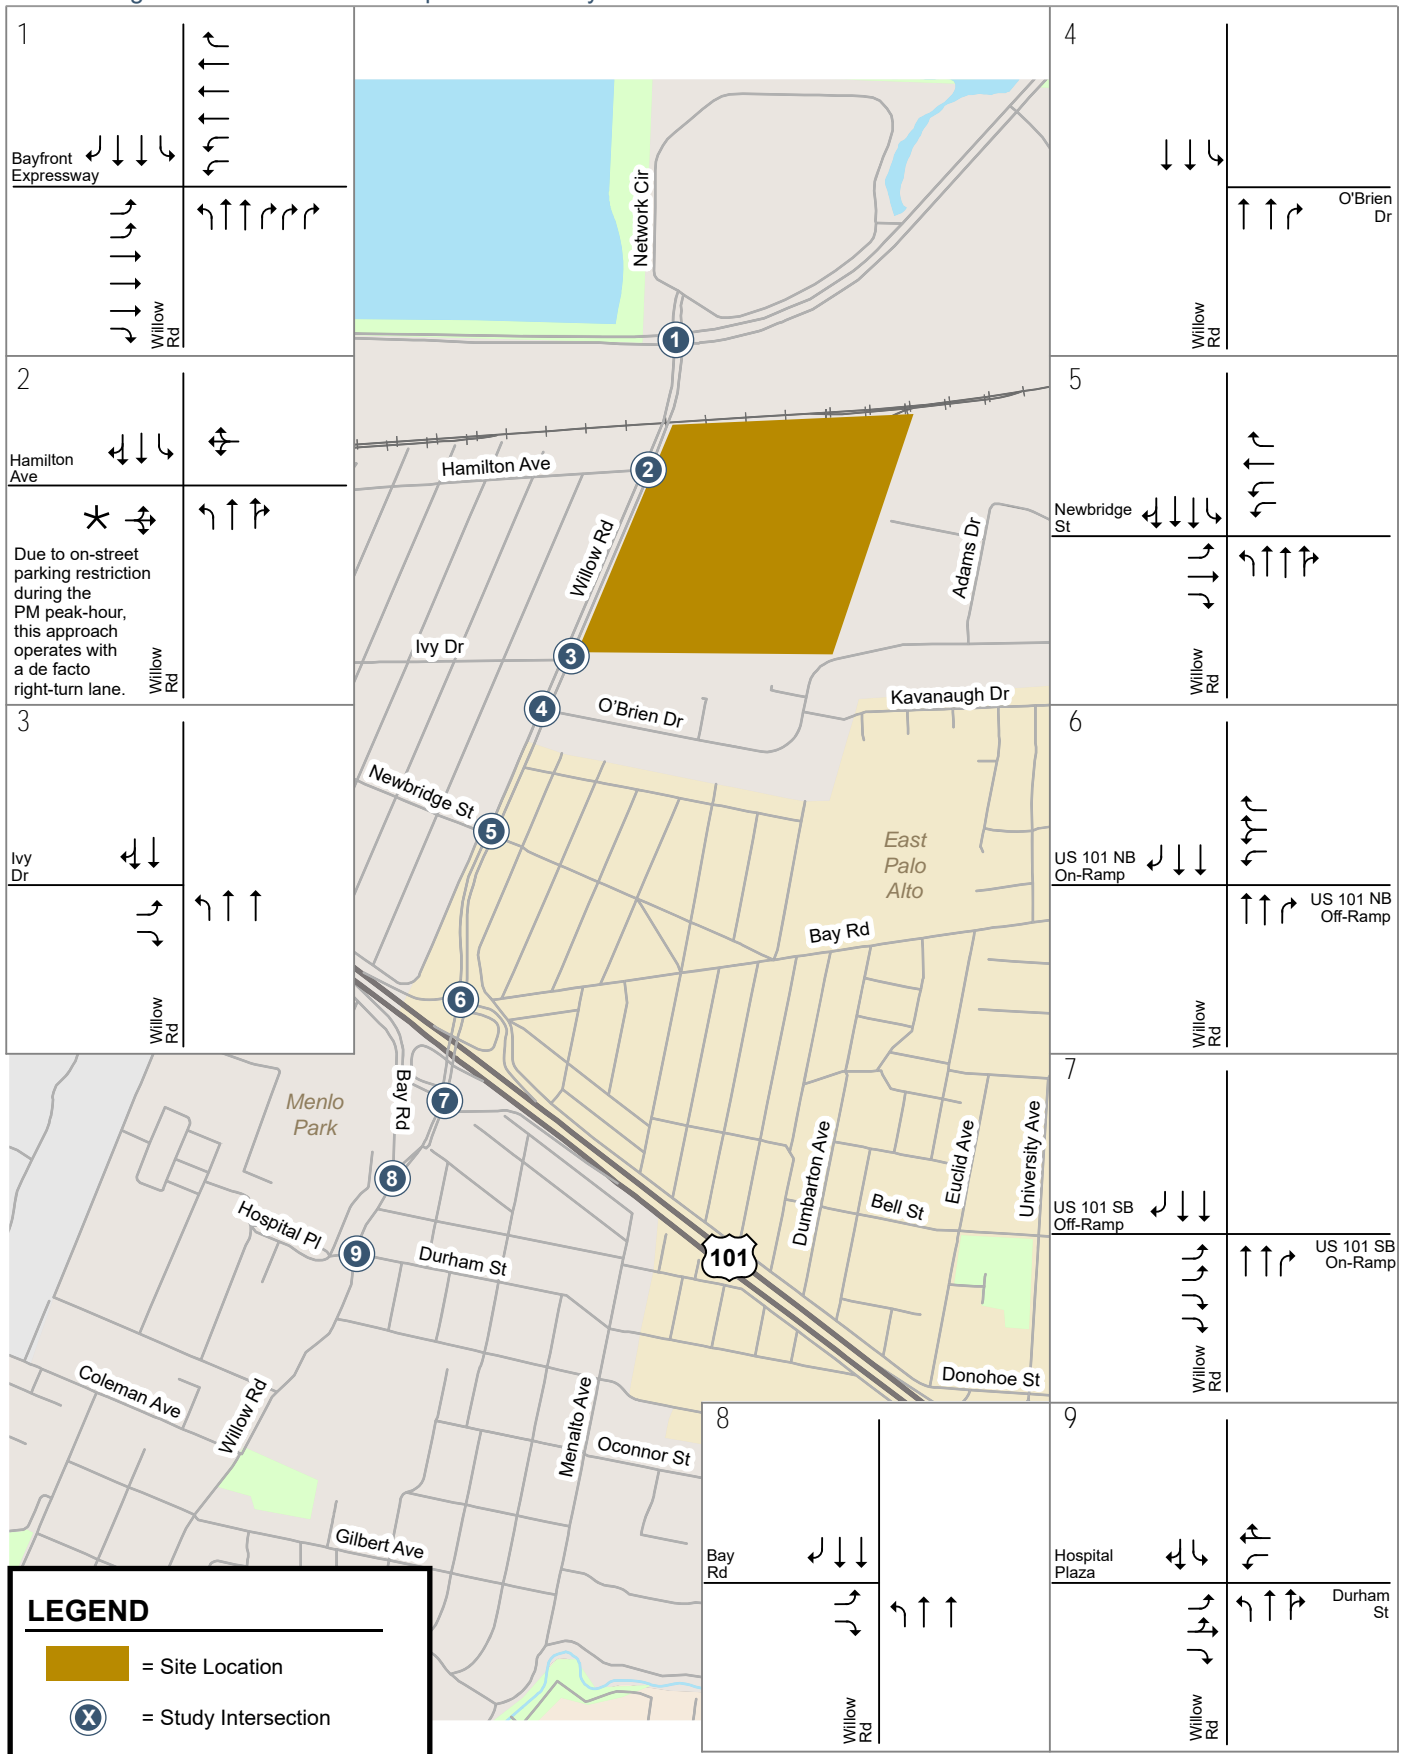 1
Bayfront
Expressway
Willow
Rd
2
Hamilton
Ave
Due to on-street
parking restriction
during the
PM peak-hour,
this approach
operates with
a de facto
right-turn lane.
Willow
Rd
3
Ivy
Dr
Willow
Rd
4
O'Brien
Dr
Willow
Rd
5
Newbridge
St
Willow
Rd
6
US 101 NB
On-Ramp
US 101 NB
Off-Ramp
Willow
Rd
7
US 101 SB
Off-Ramp
US 101 SB
On-Ramp
Willow
Rd
8
Bay
Rd
Willow
Rd
9
Hospital
Plaza
Durham
St
Willow
Rd
Network Cir
1
Hamilton Ave
2
Willow Rd
Adams Dr
Ivy Dr
3
4
O'Brien Dr
Kavanaugh Dr
Newbridge St
5
East
Palo
Alto
Bay Rd
6
Menlo
Park
Bay Rd
7
8
Dumbarton Ave
Euclid Ave
University Ave
Bell St
Hospital Pl
9
Durham St
101
Donohoe St
Coleman Ave
Willow Rd
Menalto Ave
Oconnor St
Gilbert Ave
LEGEND
= Site Location
X
= Study Intersection